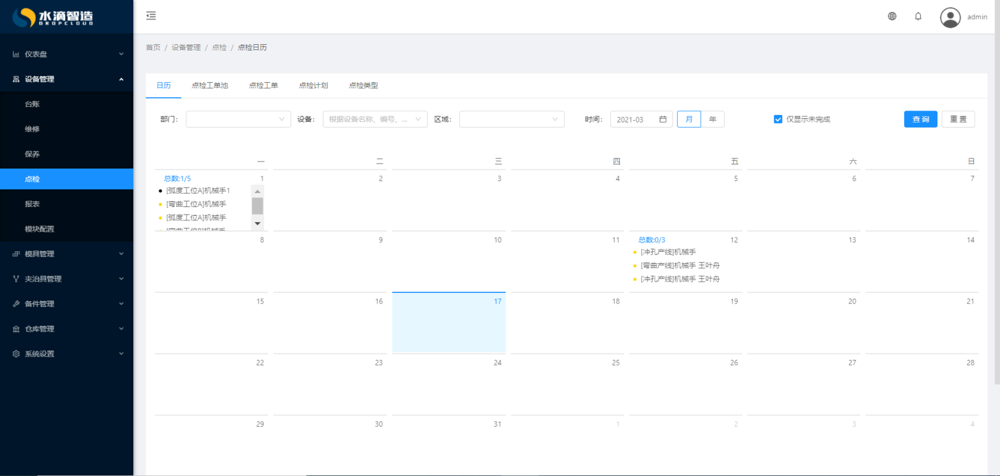 水滴智造
DROPCLOUD
admin
仪表盘
设备管理
台账
维修
保养
点检
报表
模块配置
模具管理
夹治具管理
备件管理
仓库管理
系统设置
首页 / 设备管理 / 点检 / 点检日历
日历 点检工单池 点检工单 点检计划 点检类型
部门: 设备: 根据设备名称、编号、... 区域: 时间: 2021-03 月 年 仅显示未完成 查 询 重 置
一 二 三 四 五 六 日
总数:1/5 1 2 3 4 5 6 7
[弧度工位A]机械手1
[弯曲工位A]机械手
[弧度工位A]机械手
8 9 10 11 总数:0/3 12 13 14
[冲孔产线]机械手
[弯曲产线]机械手 王叶舟
[冲孔产线]机械手 王叶舟
15 16 17 18 19 20 21
22 23 24 25 26 27 28
29 30 31 1 2 3 4